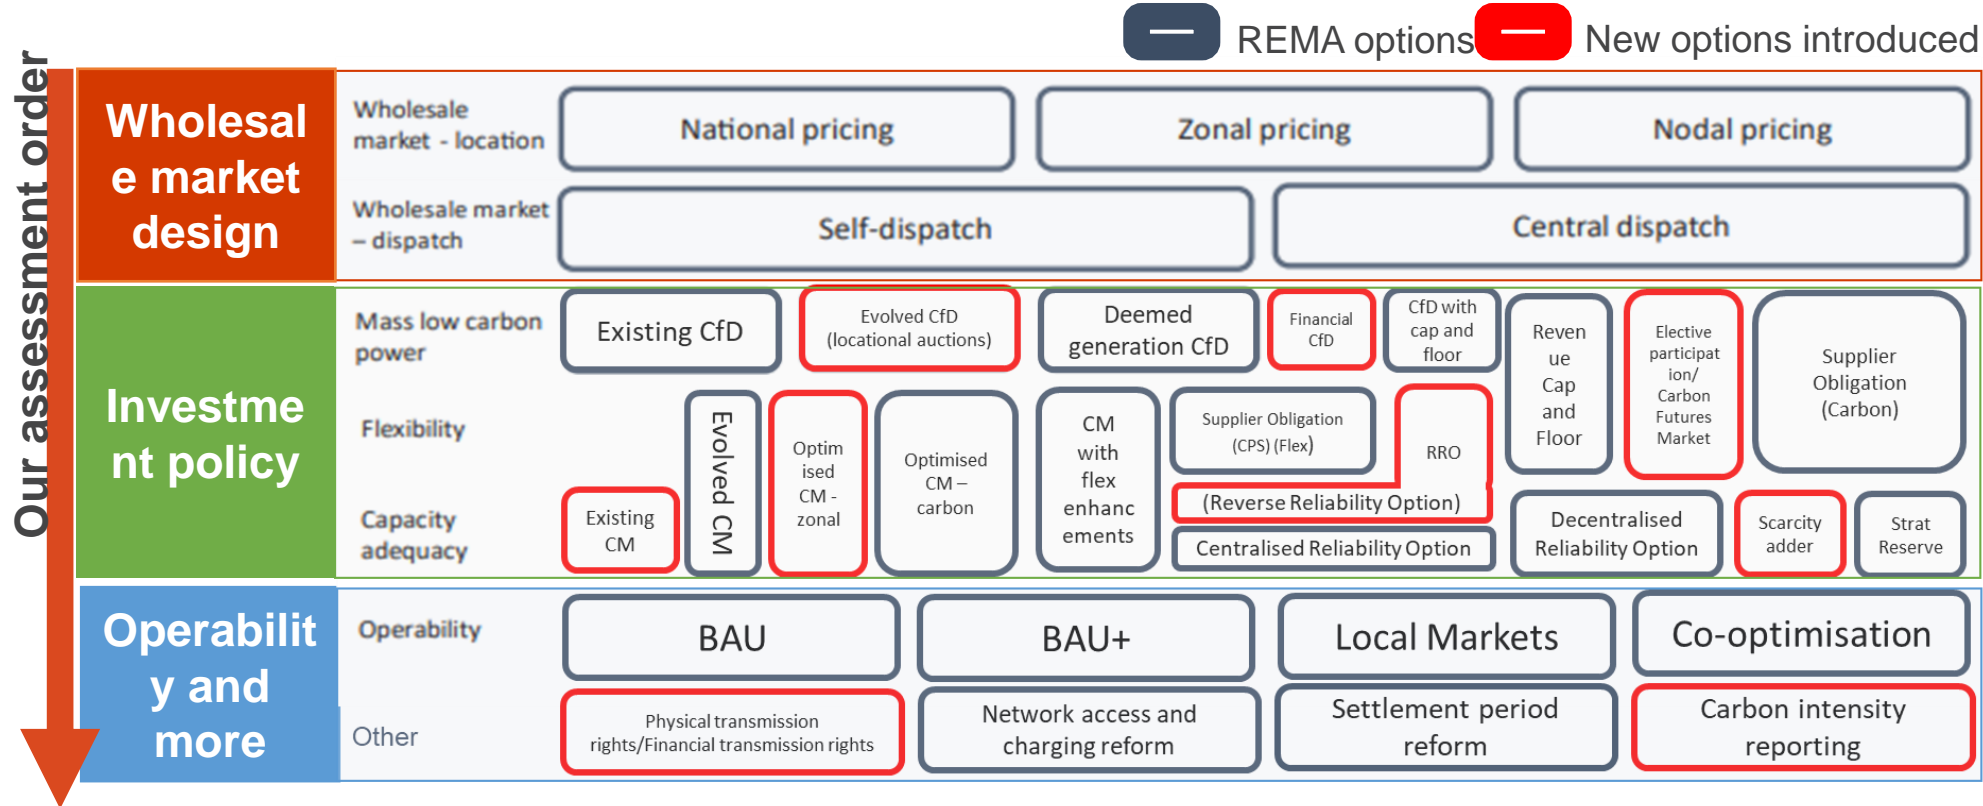 REMA options
New options introduced
Our assessment order
Wholesal
e market
design
Wholesale
market - location
National pricing
Zonal pricing
Nodal pricing
Wholesale market
– dispatch
Self-dispatch
Central dispatch
Investme
nt policy
Mass low carbon
power
Existing CfD
Evolved CfD
(locational auctions)
Deemed
generation CfD
Financial
CfD
CfD with
cap and
floor
Reven
ue
Cap
and
Floor
Elective
participat
ion/
Carbon
Futures
Market
Supplier
Obligation
(Carbon)
Flexibility
Evolved CM
Optim
ised
CM -
zonal
Optimised
CM –
carbon
CM
with
flex
enhanc
ements
Supplier Obligation
(CPS) (Flex)
RRO
(Reverse Reliability Option)
Capacity
adequacy
Existing
CM
Centralised Reliability Option
Decentralised
Reliability Option
Scarcity
adder
Strat
Reserve
Operabilit
y and
more
Operability
BAU
BAU+
Local Markets
Co-optimisation
Other
Physical transmission
rights/Financial transmission rights
Network access and
charging reform
Settlement period
reform
Carbon intensity
reporting